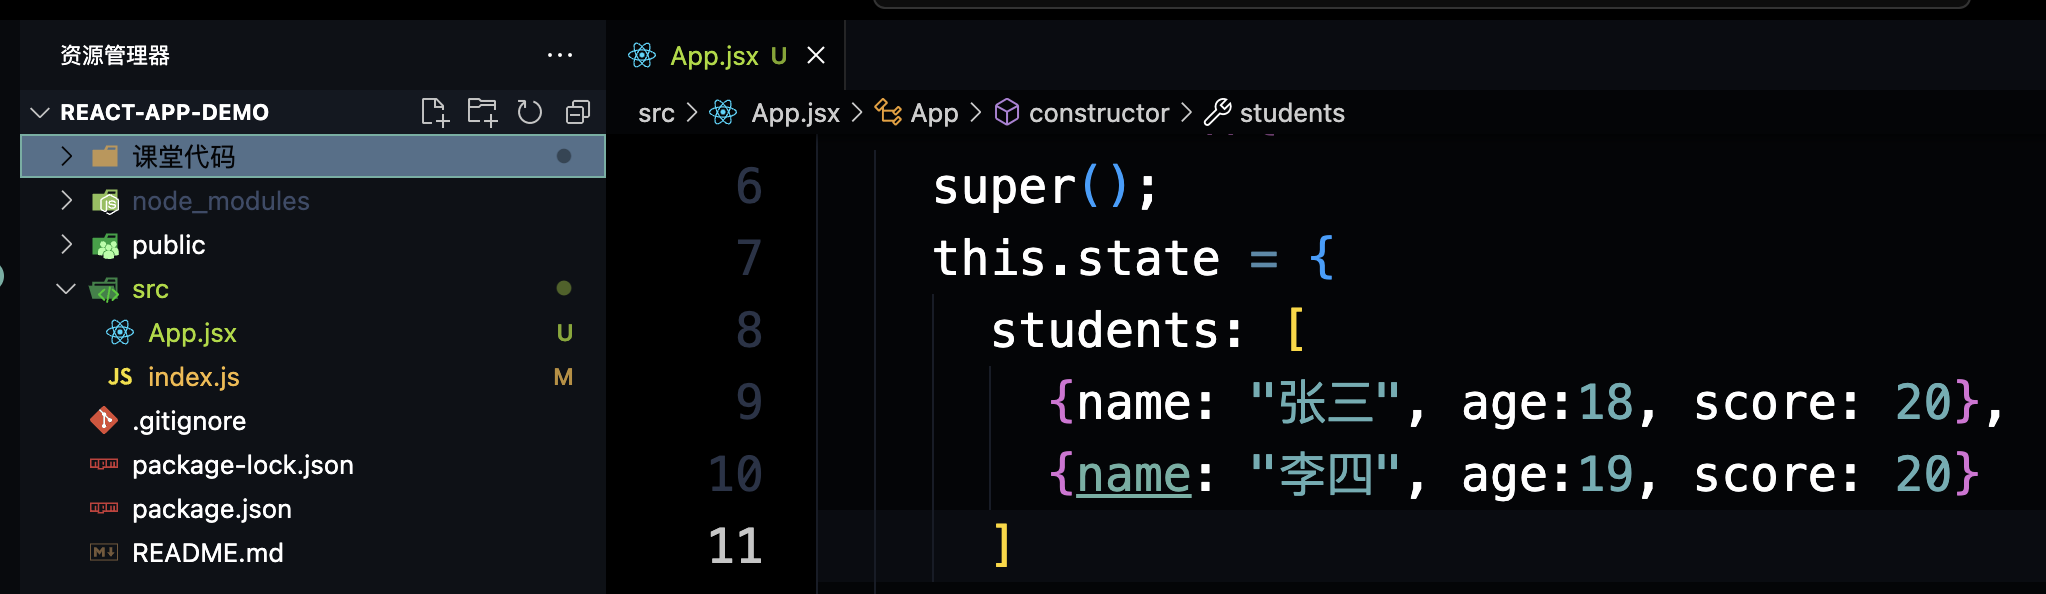 资源管理器
REACT-APP-DEMO
课堂代码
node_modules
public
src
App.jsx U
index.js M
.gitignore
package-lock.json
package.json
README.md
App.jsx U
src > App.jsx > App > constructor > students
6 super();
7 this.state = {
8 students: [
9 {name: "张三", age:18, score: 20},
10 {name: "李四", age:19, score: 20}
11 ]